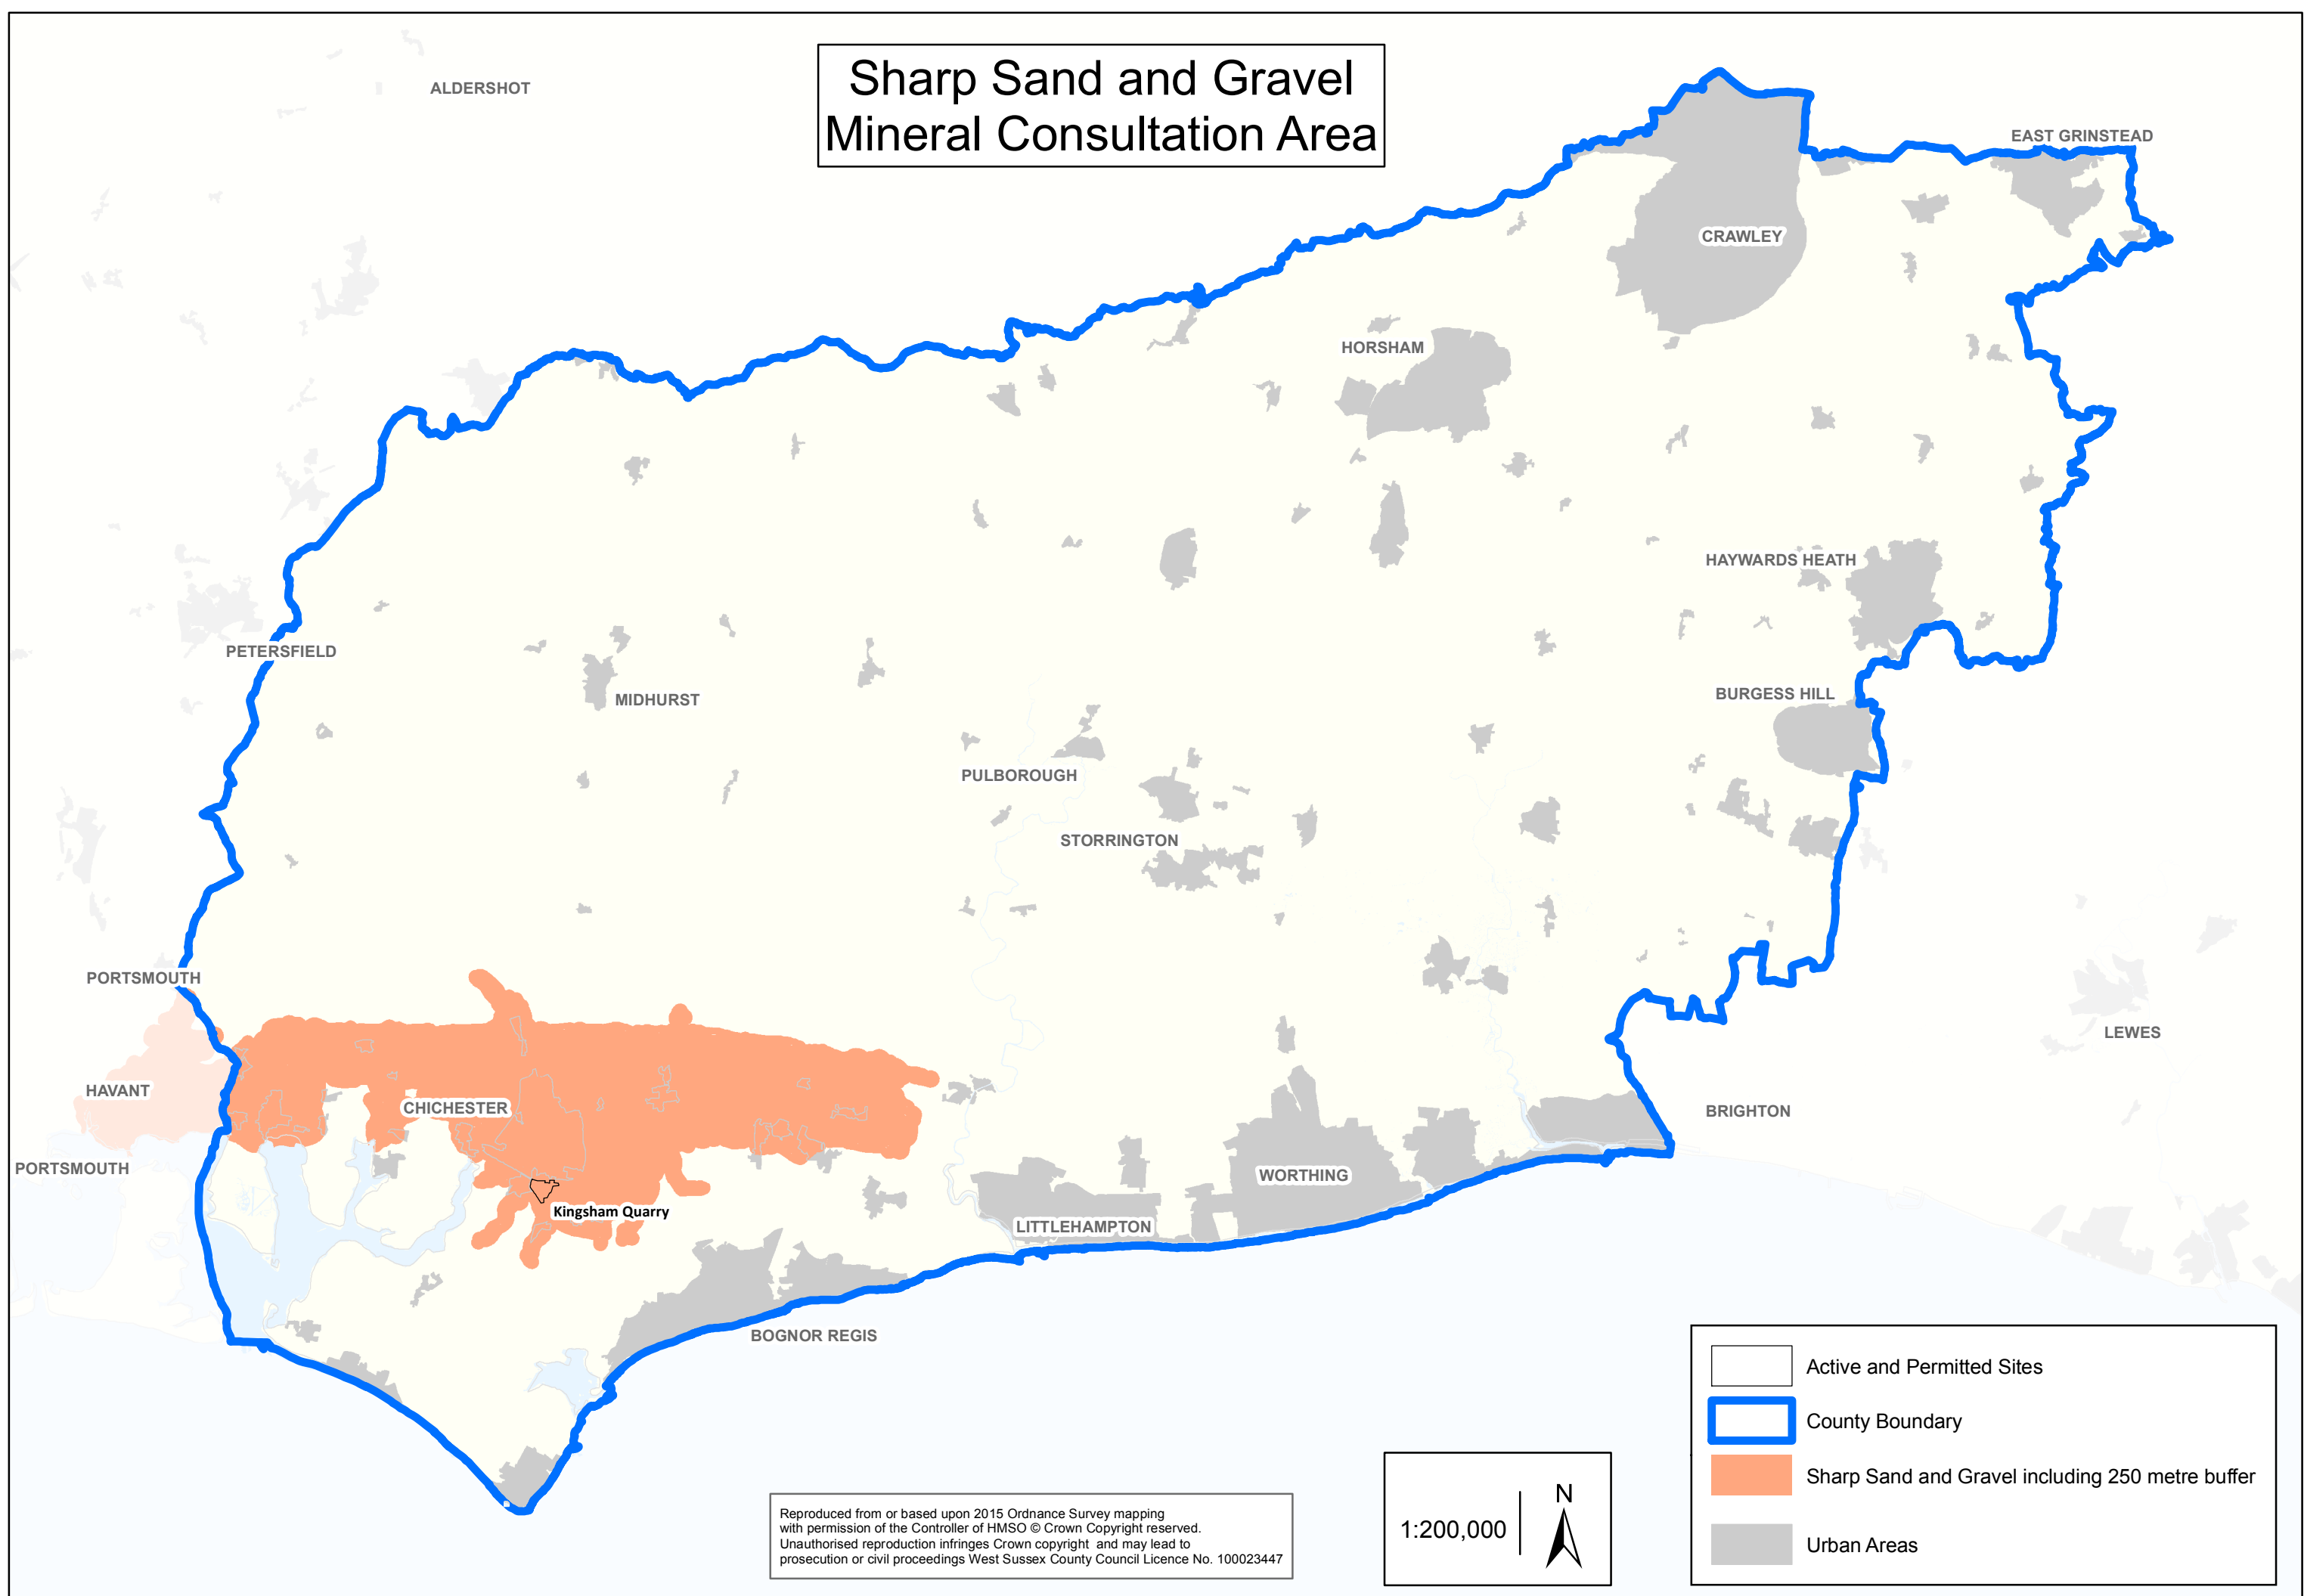 Sharp Sand and Gravel
Mineral Consultation Area
ALDERSHOT
EAST GRINSTEAD
CRAWLEY
HORSHAM
HAYWARDS HEATH
PETERSFIELD
MIDHURST
BURGESS HILL
PULBOROUGH
STORRINGTON
PORTSMOUTH
LEWES
HAVANT
CHICHESTER
BRIGHTON
PORTSMOUTH
WORTHING
Kingsham Quarry
LITTLEHAMPTON
BOGNOR REGIS
Active and Permitted Sites
County Boundary
Sharp Sand and Gravel including 250 metre buffer
Urban Areas
1:200,000
N
Reproduced from or based upon 2015 Ordnance Survey mapping
with permission of the Controller of HMSO © Crown Copyright reserved.
Unauthorised reproduction infringes Crown copyright and may lead to
prosecution or civil proceedings West Sussex County Council Licence No. 100023447